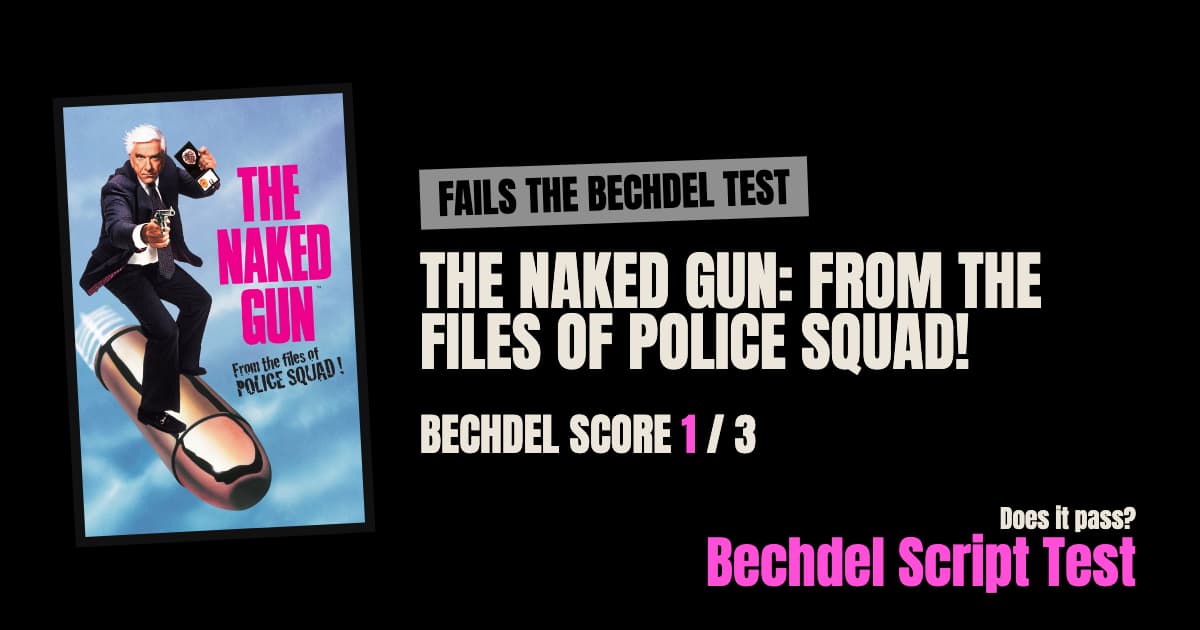 THE
NAKED
GUN
From the files of
POLICE SQUAD!
FAILS THE BECHDEL TEST
THE NAKED GUN: FROM THE
FILES OF POLICE SQUAD!
BECHDEL SCORE 1 / 3
Does it pass?
Bechdel Script Test